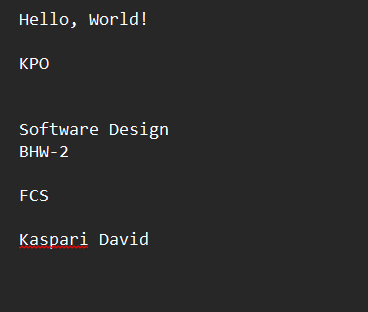 Hello, World!
KPO
Software Design
BHW-2
FCS
Kaspari David